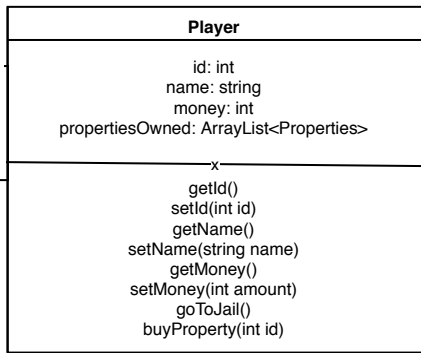 Player
id: int
name: string
money: int
propertiesOwned: ArrayList<Properties>
x
getId()
setId(int id)
getName()
setName(string name)
getMoney()
setMoney(int amount)
goToJail()
buyProperty(int id)